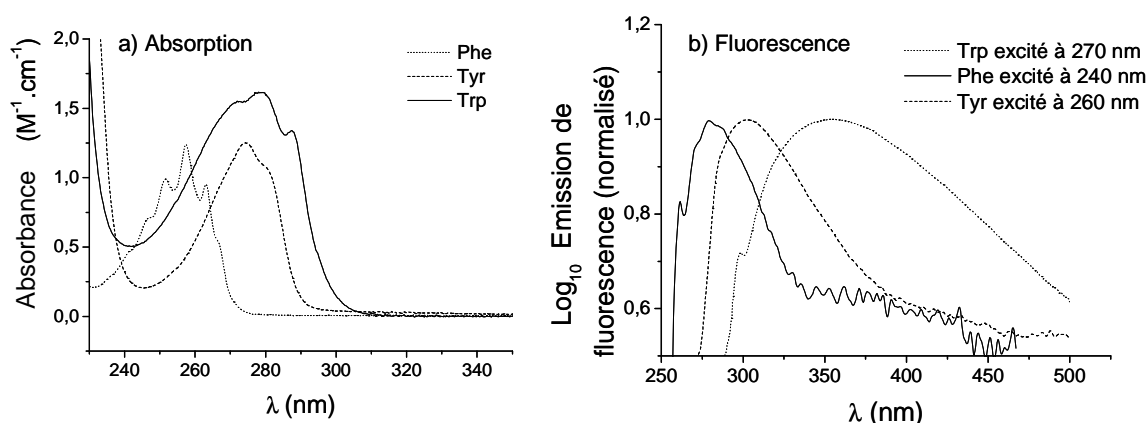 a) Absorption
Phe
Tyr
Trp
Absorbance (M⁻¹.cm⁻¹)
2,0
1,5
1,0
0,5
0,0
240 260 280 300 320 340
λ (nm)
b) Fluorescence
Trp excité à 270 nm
Phe excité à 240 nm
Tyr excité à 260 nm
Log₁₀ Emission de
fluorescence (normalisé)
1,2
1,0
0,8
0,6
250 300 350 400 450 500
λ (nm)